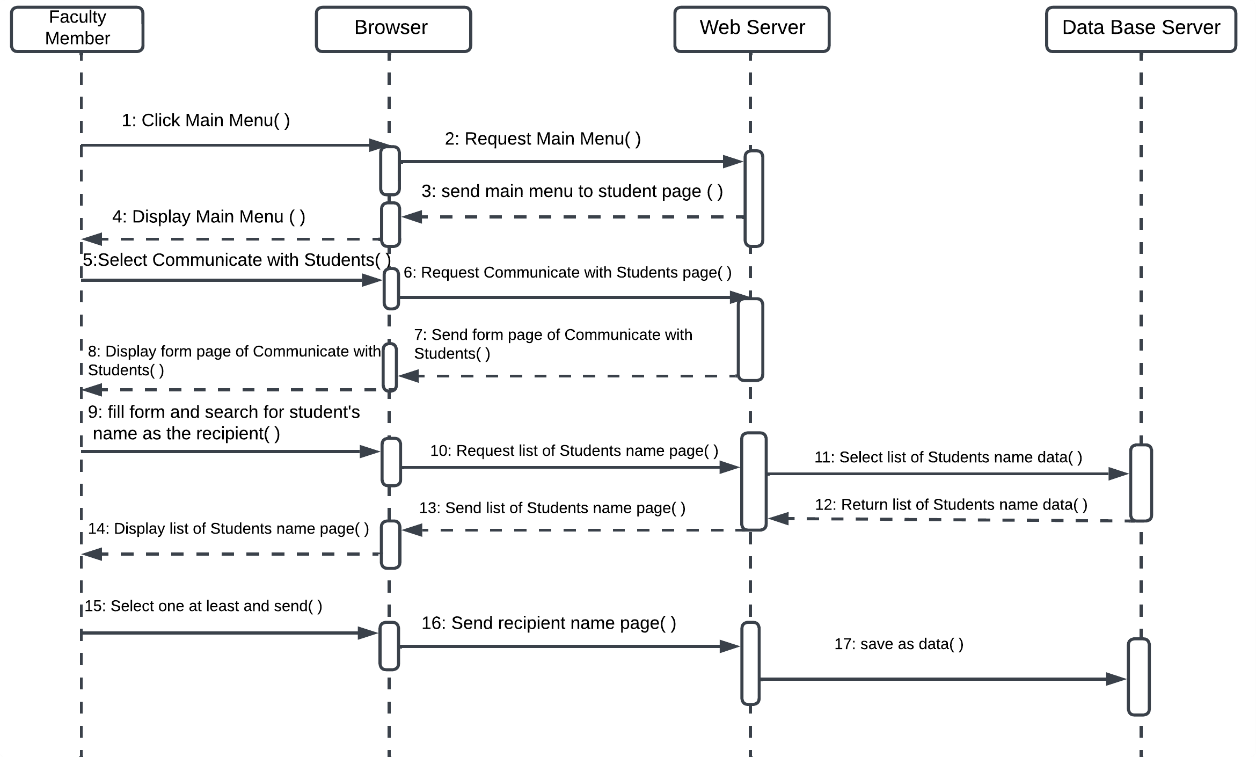 Faculty
Member
Browser
Web Server
Data Base Server
1: Click Main Menu( )
2: Request Main Menu( )
3: send main menu to student page ( )
4: Display Main Menu ( )
5:Select Communicate with Students( )
6: Request Communicate with Students page( )
7: Send form page of Communicate with
Students( )
8: Display form page of Communicate with
Students( )
9: fill form and search for student's
name as the recipient( )
10: Request list of Students name page( )
11: Select list of Students name data( )
12: Return list of Students name data( )
13: Send list of Students name page( )
14: Display list of Students name page( )
15: Select one at least and send( )
16: Send recipient name page( )
17: save as data( )